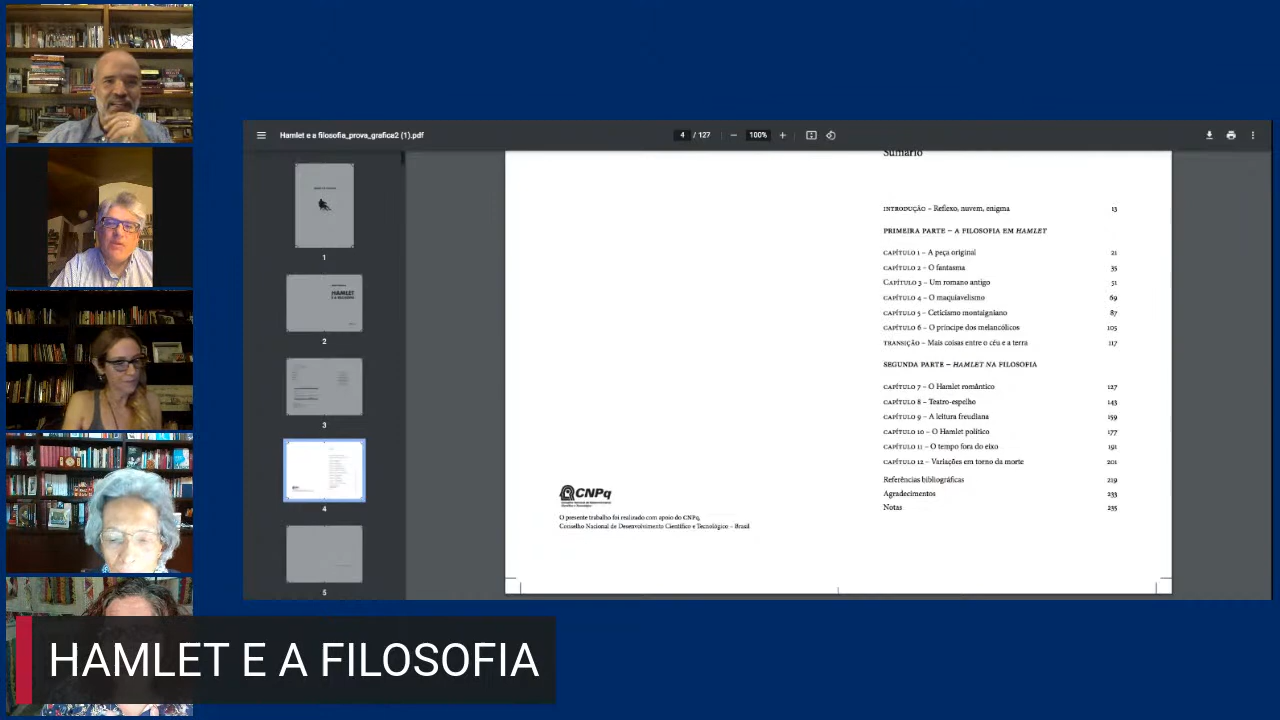 Hamlet e a filosofia_prova_grafica2 (1).pdf
4 / 127
100%
1
2
3
4
5
Sumário
INTRODUÇÃO – Reflexo, nuvem, enigma 13
PRIMEIRA PARTE – A FILOSOFIA EM HAMLET
CAPÍTULO 1 – A peça original 21
CAPÍTULO 2 – O fantasma 35
CAPÍTULO 3 – Um romano antigo 51
CAPÍTULO 4 – O maquiavelismo 69
CAPÍTULO 5 – Ceticismo montaigniano 87
CAPÍTULO 6 – O príncipe dos melancólicos 105
TRANSIÇÃO – Mais coisas entre o céu e a terra 117
SEGUNDA PARTE – HAMLET NA FILOSOFIA
CAPÍTULO 7 – O Hamlet romântico 127
CAPÍTULO 8 – Teatro-espelho 143
CAPÍTULO 9 – A leitura freudiana 159
CAPÍTULO 10 – O Hamlet político 177
CAPÍTULO 11 – O tempo fora do eixo 191
CAPÍTULO 12 – Variações em torno da morte 201
Referências bibliográficas 219
Agradecimentos 233
Notas 235
CNPq
O presente trabalho foi realizado com apoio do CNPq,
Conselho Nacional de Desenvolvimento Científico e Tecnológico – Brasil
HAMLET E A FILOSOFIA